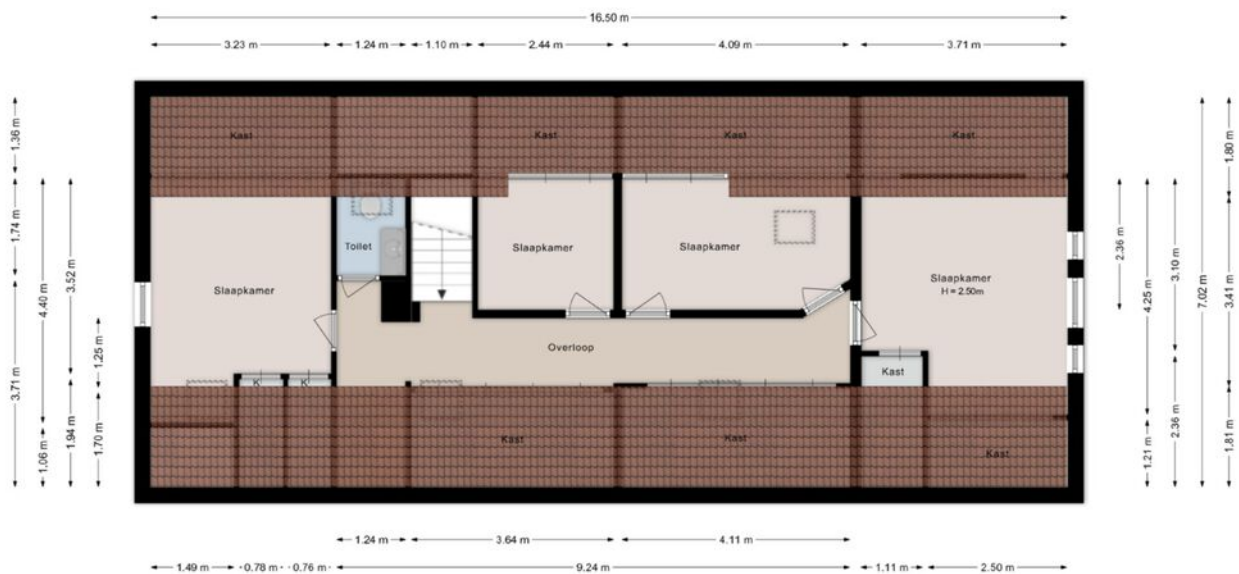 16.50 m
3.23 m 1.24 m 1.10 m 2.44 m 4.09 m 3.71 m
Kast Kast Kast Kast
1.36 m
1.74 m
3.71 m
4.40 m
1.06 m
3.52 m
1.94 m
1.25 m
1.70 m
Toilet
Slaapkamer
Slaapkamer
Slaapkamer
Slaapkamer
H = 2.50m
Overloop
K K
Kast
Kast Kast Kast
2.36 m
4.25 m
1.21 m
3.10 m
2.36 m
7.02 m
1.80 m
3.41 m
1.81 m
1.24 m 3.64 m 4.11 m
1.49 m 0.78 m 0.76 m 9.24 m 1.11 m 2.50 m